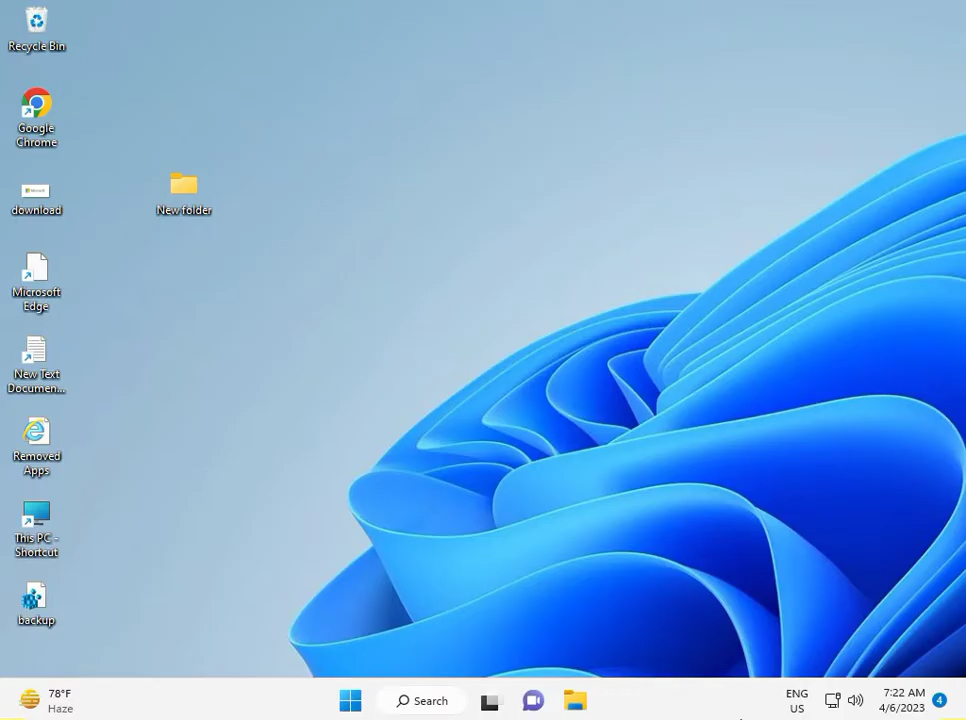 Recycle Bin
Google
Chrome
download
New folder
Microsoft
Edge
New Text
Documen...
Removed
Apps
This PC -
Shortcut
backup
78°F
Haze
Search
ENG
US
7:22 AM
4/6/2023
4